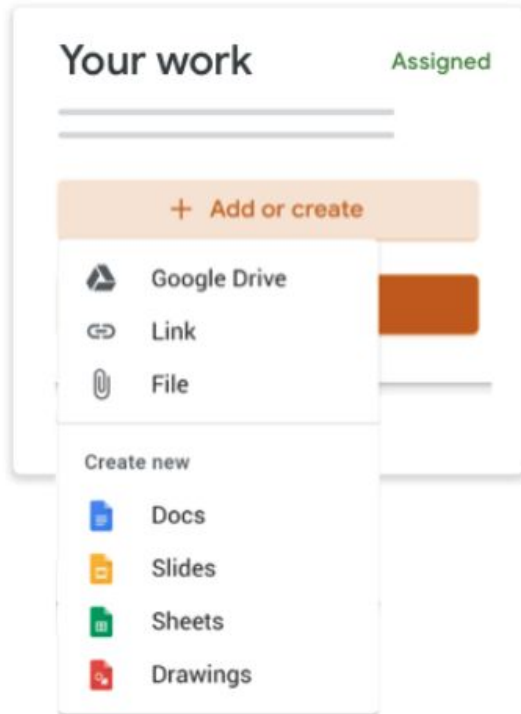 Your work
Assigned
+ Add or create
Google Drive
Link
File
Create new
Docs
Slides
Sheets
Drawings